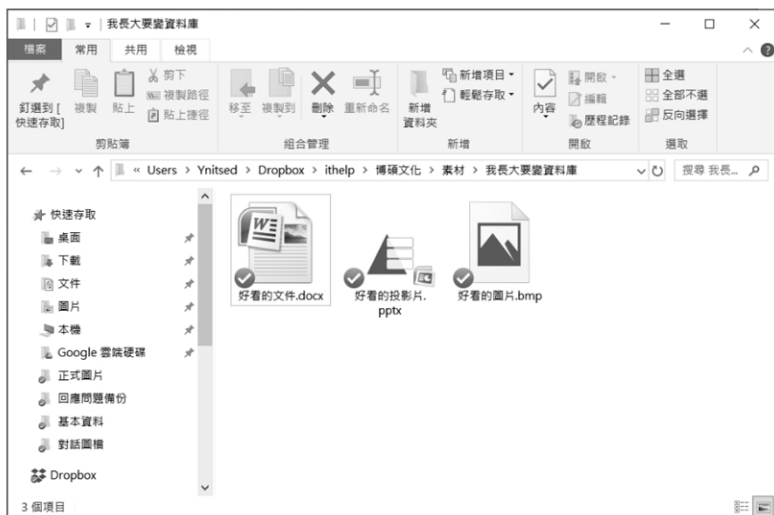 我長大要變資料庫
檔案 常用 共用 檢視
釘選到 [
快速存取]
複製
貼上
剪下
複製路徑
貼上捷徑
剪貼簿
移至
複製到
刪除
重新命名
組合管理
新增
資料夾
新增項目
輕鬆存取
新增
內容
開啟
編輯
歷程記錄
開啟
全選
全部不選
反向選擇
選取
« Users > Ynitsed > Dropbox > ithelp > 博碩文化 > 素材 > 我長大要變資料庫
搜尋 我長...
快速存取
桌面
下載
文件
圖片
本機
Google 雲端硬碟
正式圖片
回應問題備份
基本資料
對話圖檔
Dropbox
好看的文件.docx
好看的投影片.
pptx
好看的圖片.bmp
3 個項目